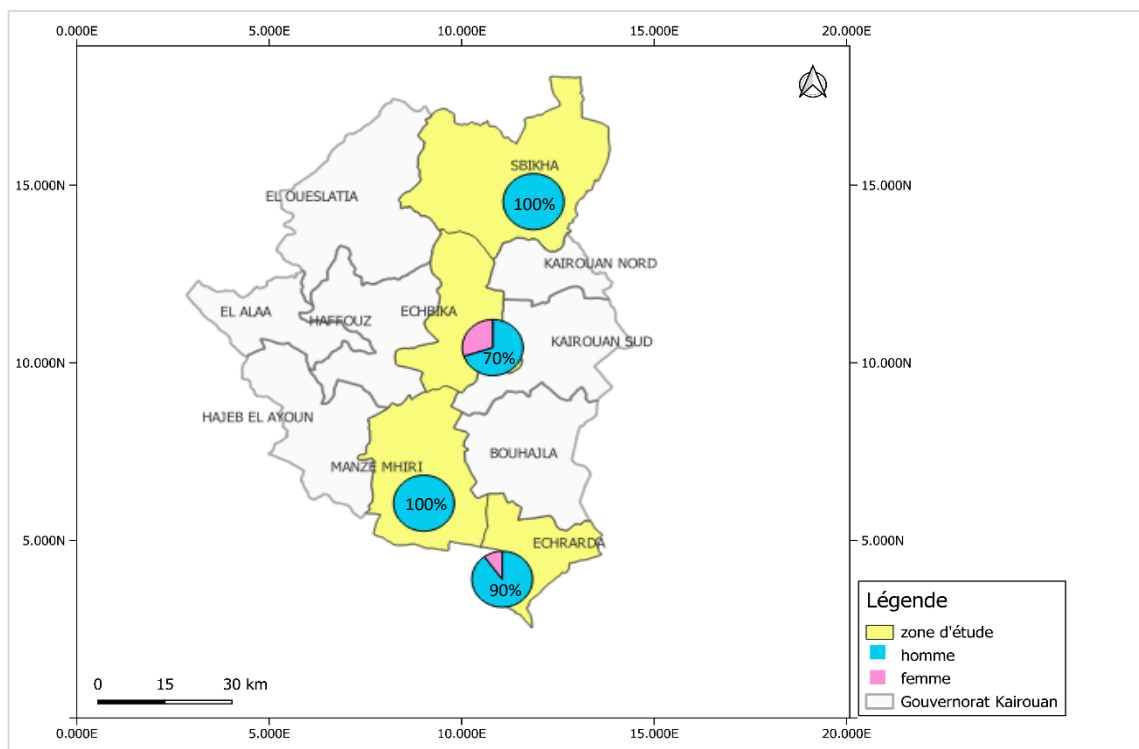 0.000E 5.000E 10.000E 15.000E 20.000E
SBIKHA
15.000N 15.000N
EL OUESLATIA
100%
KAIROUAN NORD
EL ALAA
ECHBIKA
HAFFOUZ
KAIROUAN SUD
70%
10.000N 10.000N
HAJEB EL AYOUN
BOUHAJLA
MANZE MHIRI
100%
5.000N 5.000N
ECHRARDA
90%
Légende
zone d'étude
homme
femme
Gouvernorat Kairouan
0 15 30 km
0.000E 5.000E 10.000E 15.000E 20.000E